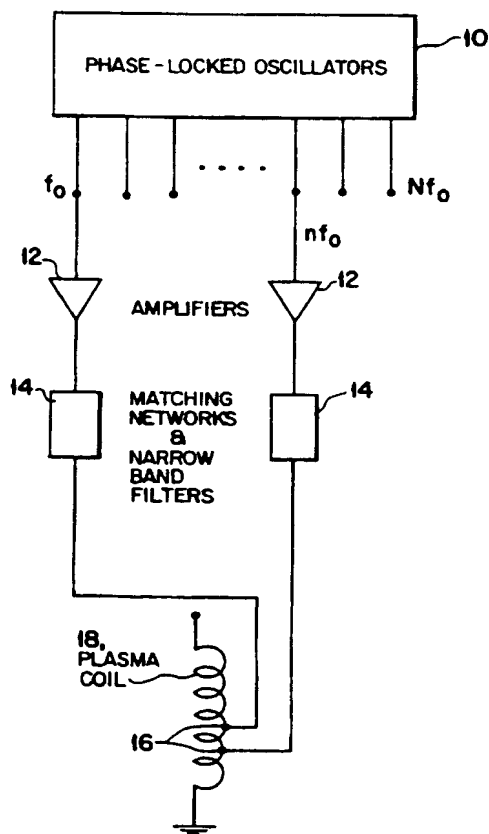 10
PHASE-LOCKED OSCILLATORS
f₀
Nf₀
nf₀
12
12
AMPLIFIERS
14
14
MATCHING
NETWORKS
&
NARROW
BAND
FILTERS
18,
PLASMA
COIL
16